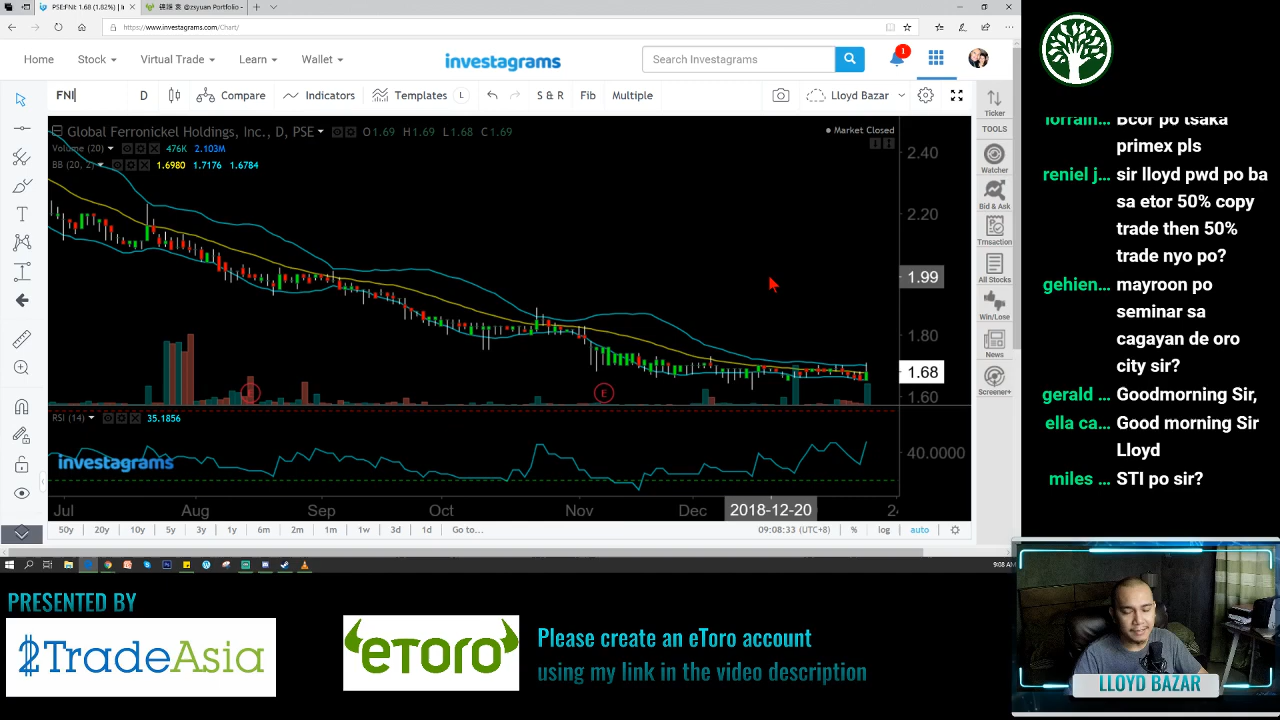 PSE:FNI: 1.68 (1.82%) | I
@zsyuan Portfolio -
https://www.investagrams.com/Chart/
Home
Stock
Virtual Trade
Learn
Wallet
investagrams
Search Investagrams
1
FNI
D
Compare
Indicators
Templates
L
S & R
Fib
Multiple
Lloyd Bazar
Global Ferronickel Holdings, Inc., D, PSE
O1.69 H1.69 L1.68 C1.69
Market Closed
Volume (20)
476K 2.103M
BB (20, 2)
1.6980 1.7176 1.6784
2.40
2.20
1.99
1.80
1.68
1.60
E
RSI (14)
35.1856
investagrams
40.0000
Jul
Aug
Sep
Oct
Nov
Dec
2018-12-20
50y
20y
10y
5y
3y
1y
6m
2m
1m
1w
3d
1d
Go to...
09:08:33 (UTC+8)
%
log
auto
Ticker
TOOLS
Watcher
Bid & Ask
Trnsaction
All Stocks
Win/Lose
News
Screener+
9:08 AM
lorrain... Bcor po tsaka
primex pls
reniel j... sir lloyd pwd po ba
sa etor 50% copy
trade then 50%
trade nyo po?
gehien... mayroon po
seminar sa
cagayan de oro
city sir?
gerald ... Goodmorning Sir,
ella ca... Good morning Sir
Lloyd
miles ... STI po sir?
PRESENTED BY
2TradeAsia
eToro
Please create an eToro account
using my link in the video description
LLOYD BAZAR